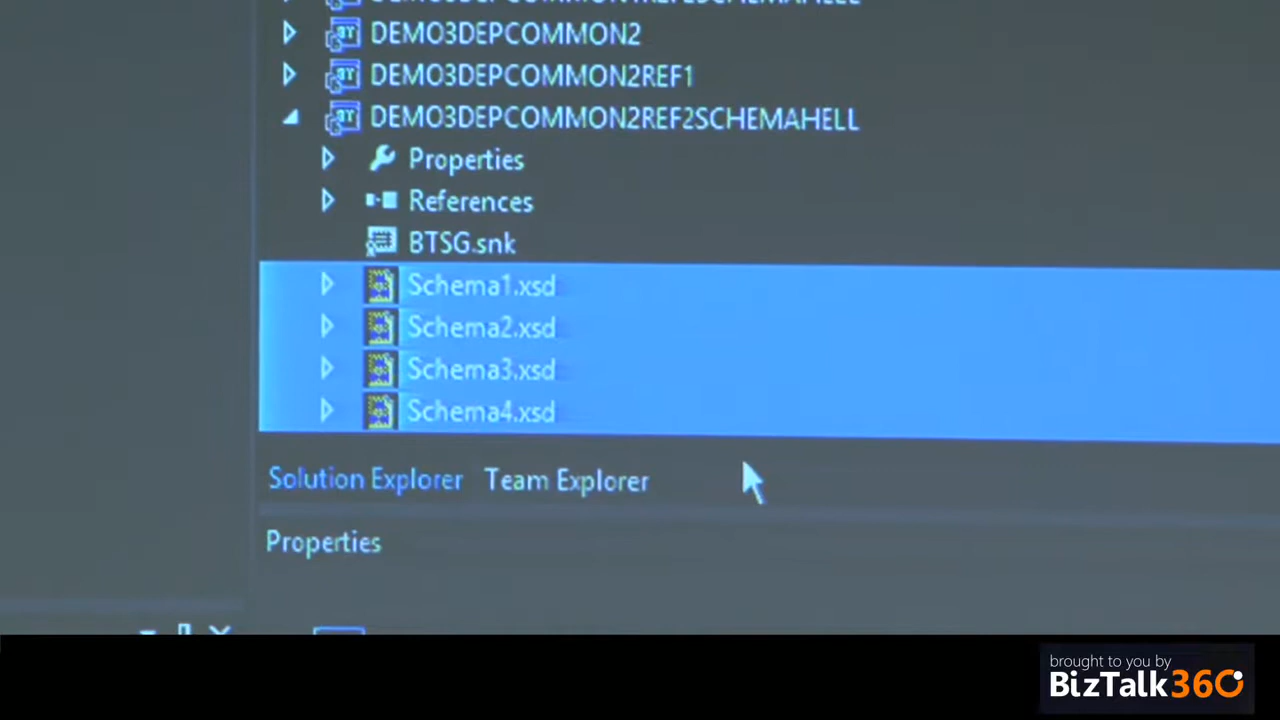 DEMO3DEPCOMMON2
DEMO3DEPCOMMON2REF1
DEMO3DEPCOMMON2REF2SCHEMAHELL
Properties
References
BTSG.snk
Schema1.xsd
Schema2.xsd
Schema3.xsd
Schema4.xsd
Solution Explorer Team Explorer
Properties
brought to you by
BizTalk360